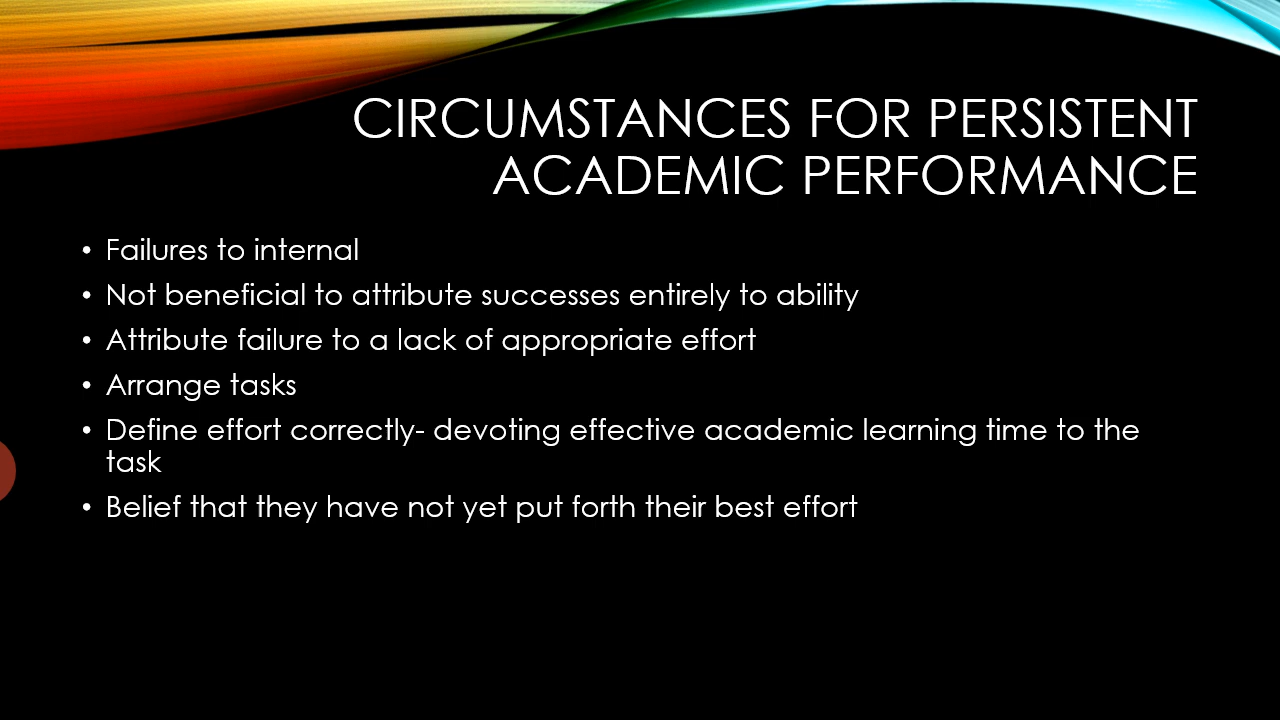 CIRCUMSTANCES FOR PERSISTENT
ACADEMIC PERFORMANCE
• Failures to internal
• Not beneficial to attribute successes entirely to ability
• Attribute failure to a lack of appropriate effort
• Arrange tasks
• Define effort correctly- devoting effective academic learning time to the
task
• Belief that they have not yet put forth their best effort